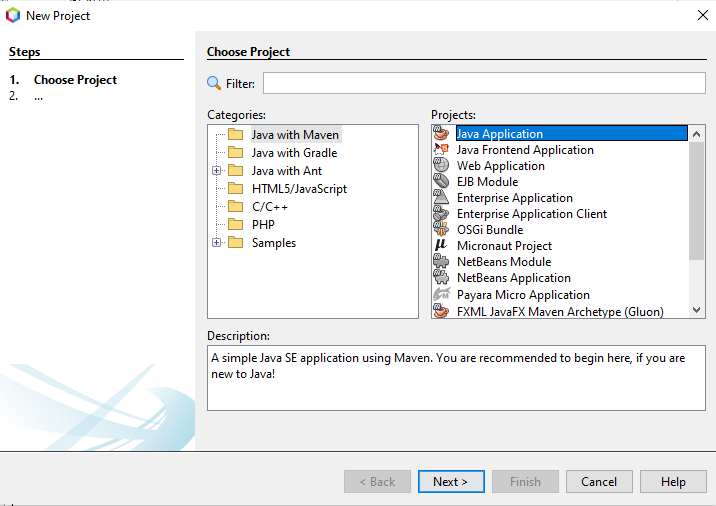 New Project
Steps
1. Choose Project
2. ...
Choose Project
Filter:
Categories:
Java with Maven
Java with Gradle
Java with Ant
HTML5/JavaScript
C/C++
PHP
Samples
Projects:
Java Application
Java Frontend Application
Web Application
EJB Module
Enterprise Application
Enterprise Application Client
OSGi Bundle
Micronaut Project
NetBeans Module
NetBeans Application
Payara Micro Application
FXML JavaFX Maven Archetype (Gluon)
Description:
A simple Java SE application using Maven. You are recommended to begin here, if you are
new to Java!
< Back
Next >
Finish
Cancel
Help